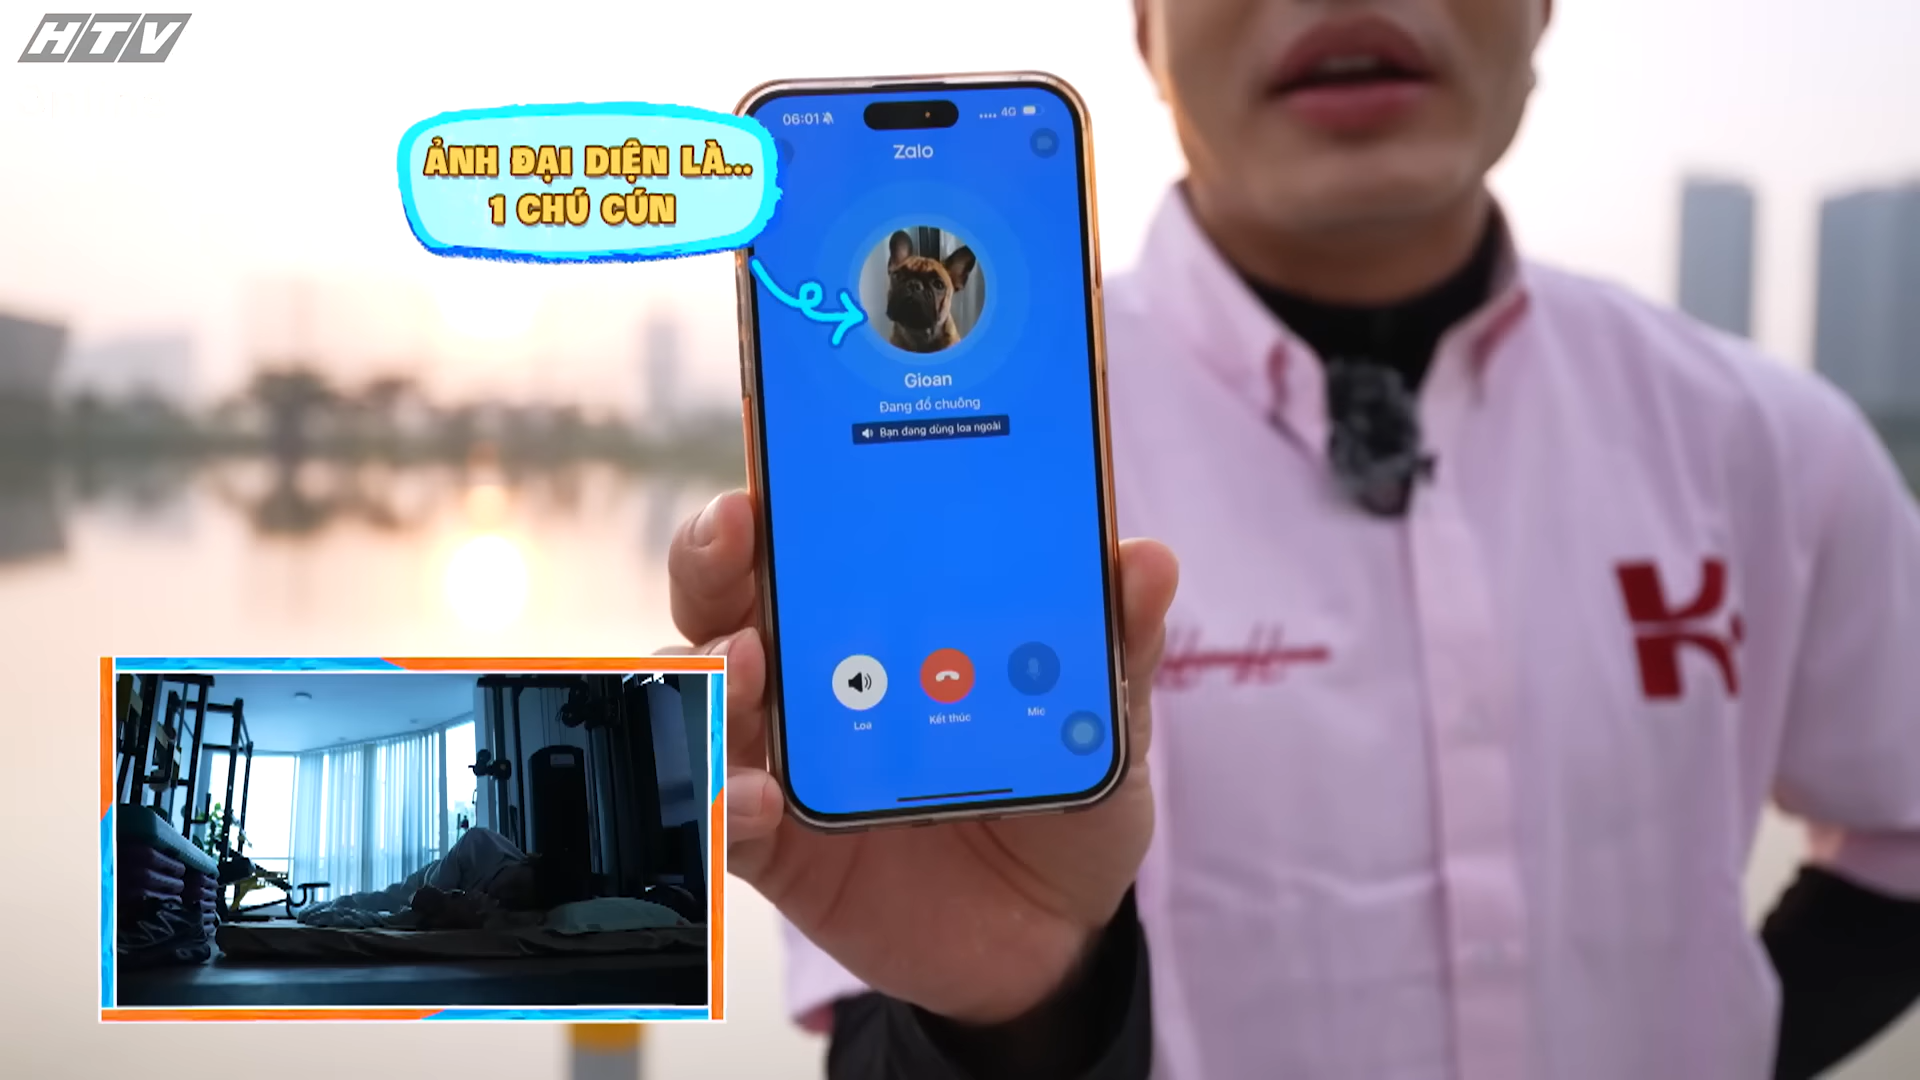 HTV
ẢNH ĐẠI DIỆN LÀ...
1 CHÚ CÚN
06:01
4G
Zalo
Gioan
Đang đổ chuông
Bạn đang dùng loa ngoài
Loa
Kết thúc
Mic
K